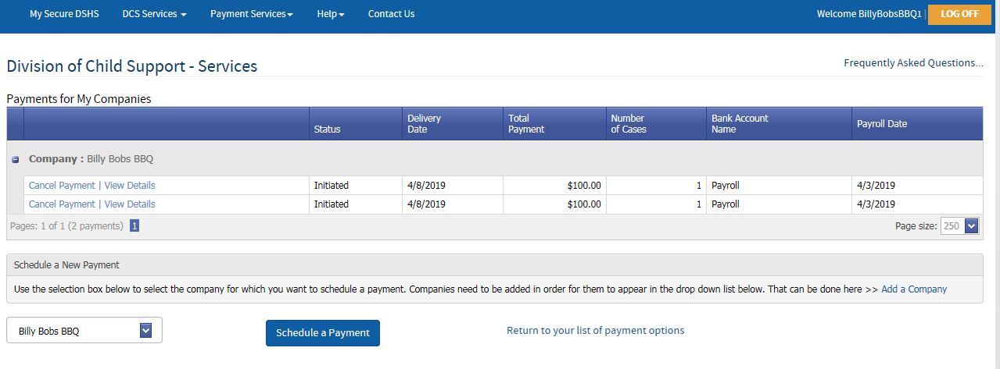 My Secure DSHS DCS Services Payment Services Help Contact Us Welcome BillyBobsBBQ1 | LOG OFF
Division of Child Support - Services Frequently Asked Questions...
Payments for My Companies
Status Delivery Date Total Payment Number of Cases Bank Account Name Payroll Date
Company : Billy Bobs BBQ
Cancel Payment | View Details Initiated 4/8/2019 $100.00 1 Payroll 4/3/2019
Cancel Payment | View Details Initiated 4/8/2019 $100.00 1 Payroll 4/3/2019
Pages: 1 of 1 (2 payments) 1 Page size: 250
Schedule a New Payment
Use the selection box below to select the company for which you want to schedule a payment. Companies need to be added in order for them to appear in the drop down list below. That can be done here >> Add a Company
Billy Bobs BBQ Schedule a Payment Return to your list of payment options